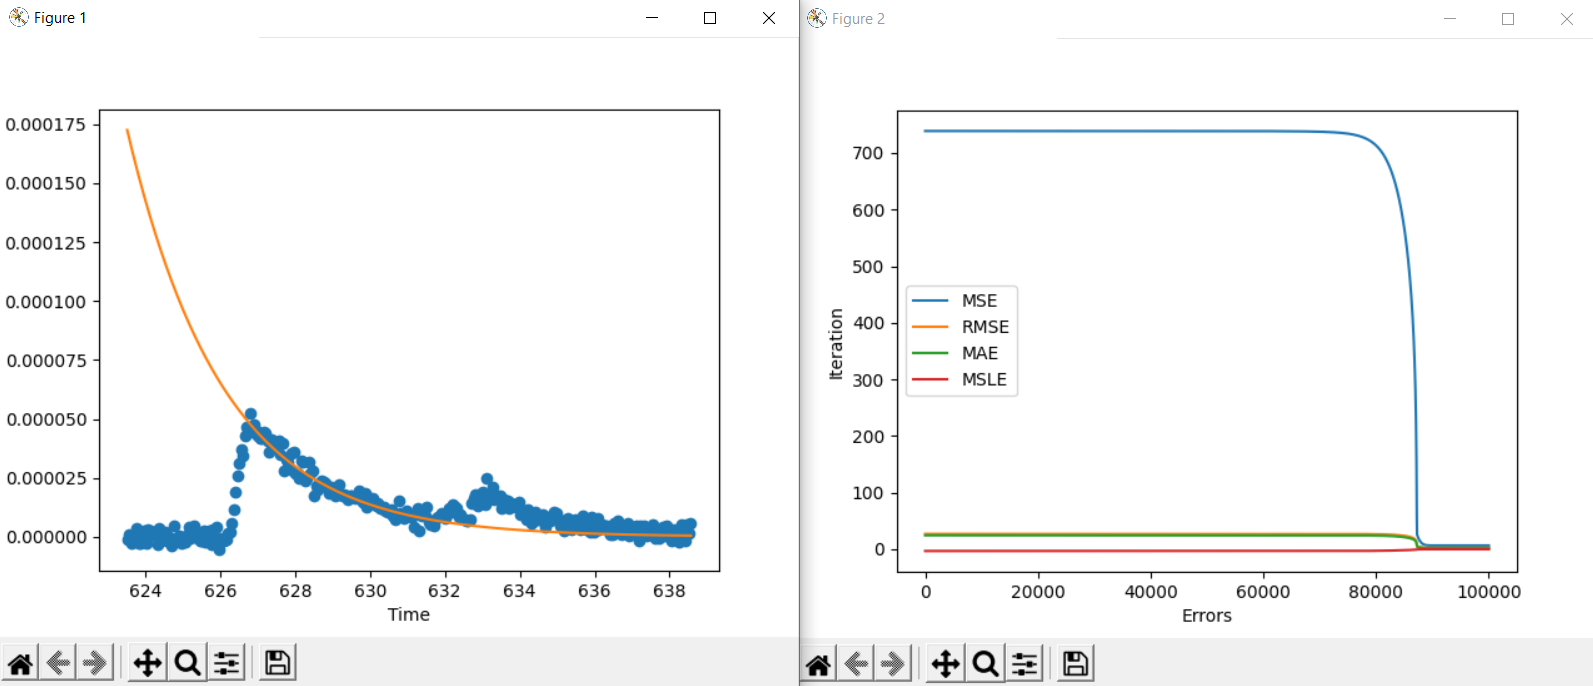 Figure 1
0.000175
0.000150
0.000125
0.000100
0.000075
0.000050
0.000025
0.000000
624 626 628 630 632 634 636 638
Time
Figure 2
700
600
500
400
300
200
100
0
Iteration
MSE
RMSE
MAE
MSLE
0 20000 40000 60000 80000 100000
Errors